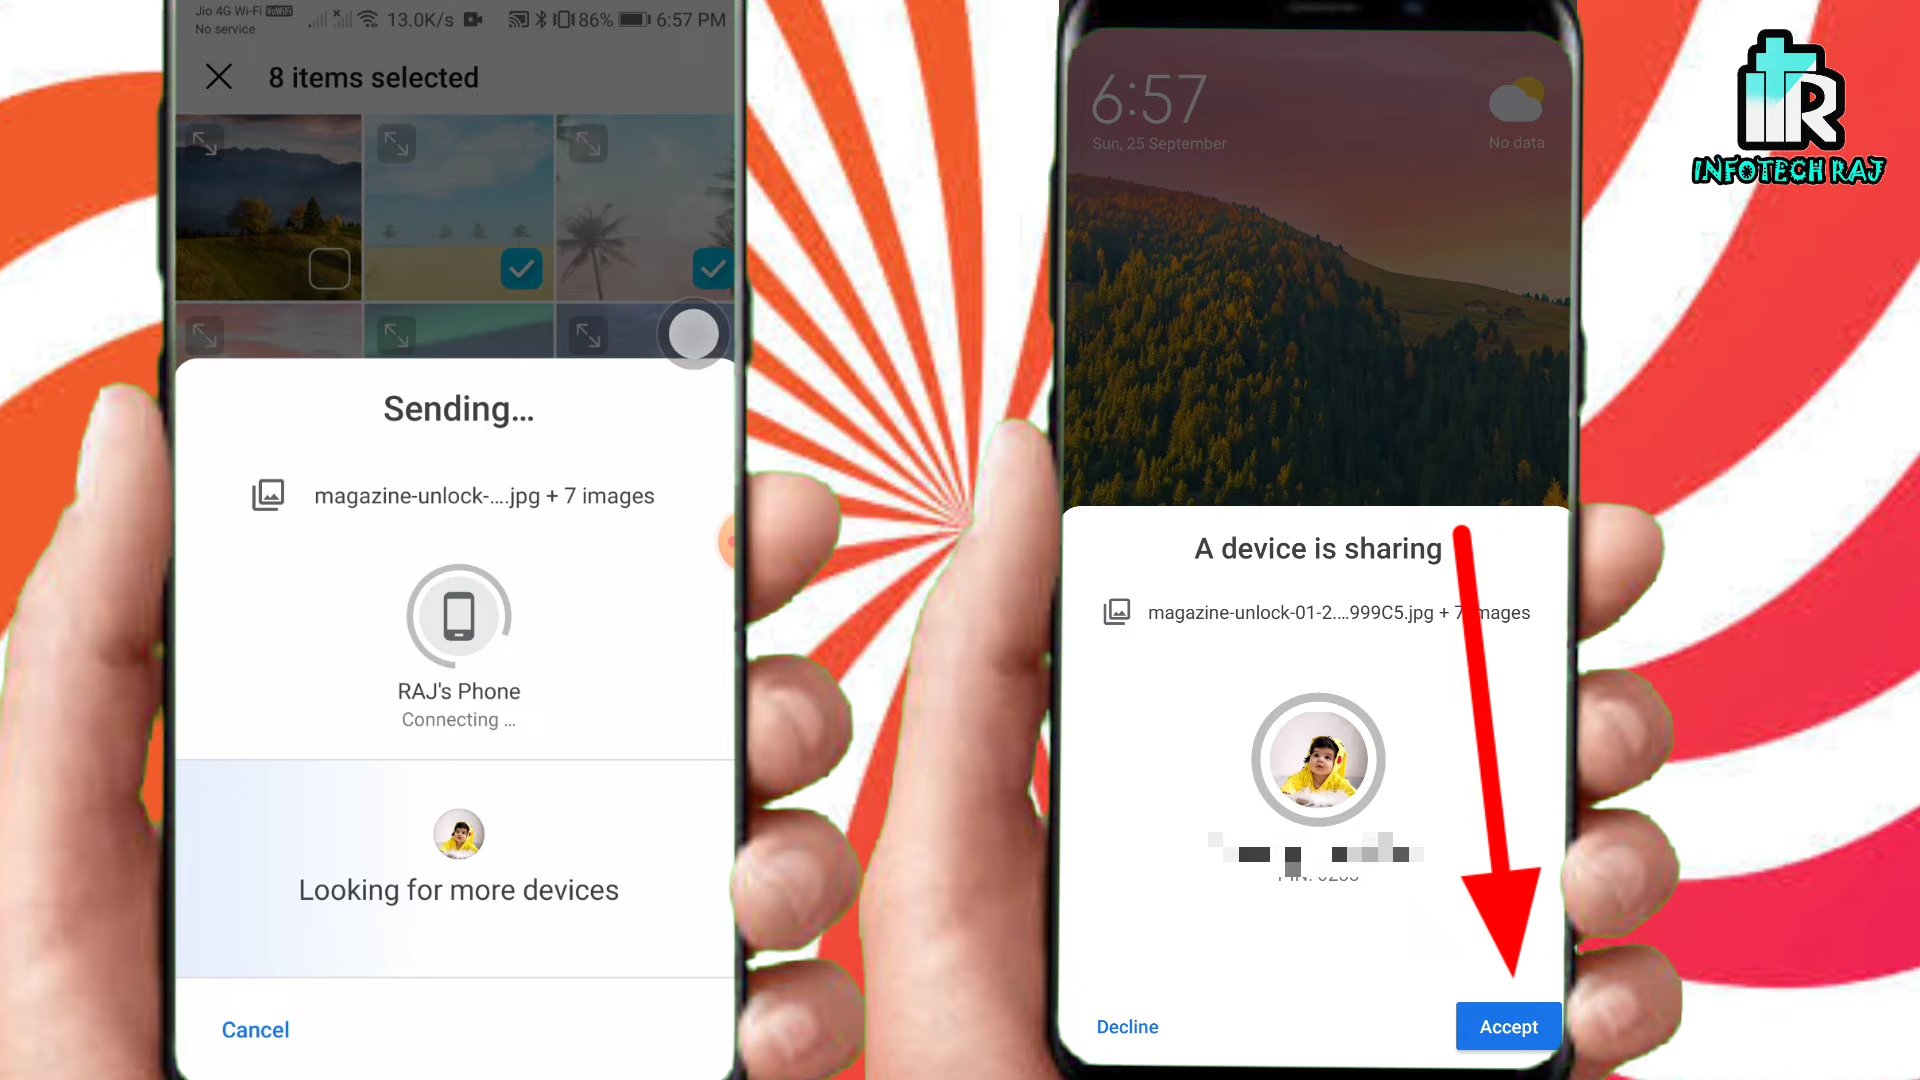 Jio 4G Wi-Fi VoWiFi
No service
13.0K/s
86%
6:57 PM
8 items selected
Sending...
magazine-unlock-....jpg + 7 images
RAJ's Phone
Connecting ...
Looking for more devices
Cancel
6:57
Sun, 25 September
No data
A device is sharing
magazine-unlock-01-2....999C5.jpg + 7 images
Decline
Accept
ITR
INFOTECH RAJ